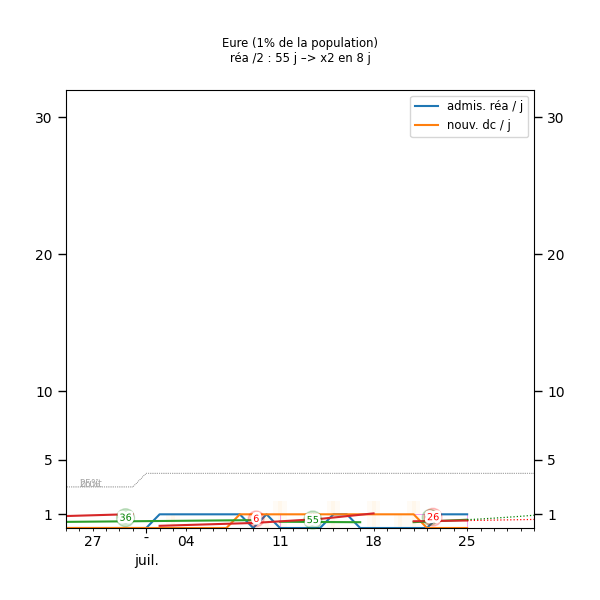 Eure (1% de la population)
réa /2 : 55 j –> x2 en 8 j
admis. réa / j
nouv. dc / j
30 30
20 20
10 10
5 5
1 1
36 6 55 26
27 - 04 11 18 25
juil.